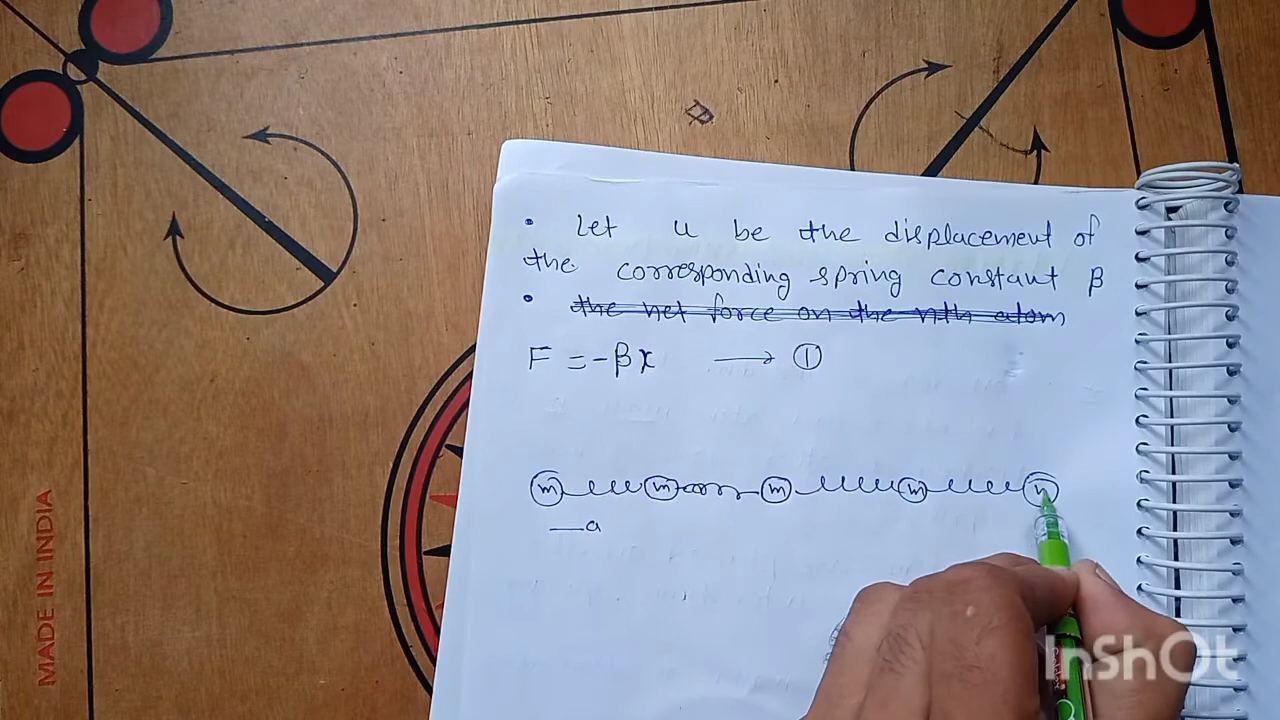 • Let u be the displacement of
the corresponding spring constant β
• the net force on the nth atom
F = -βx ⟶ ①
m m m m
a
MADE IN INDIA
InShOt